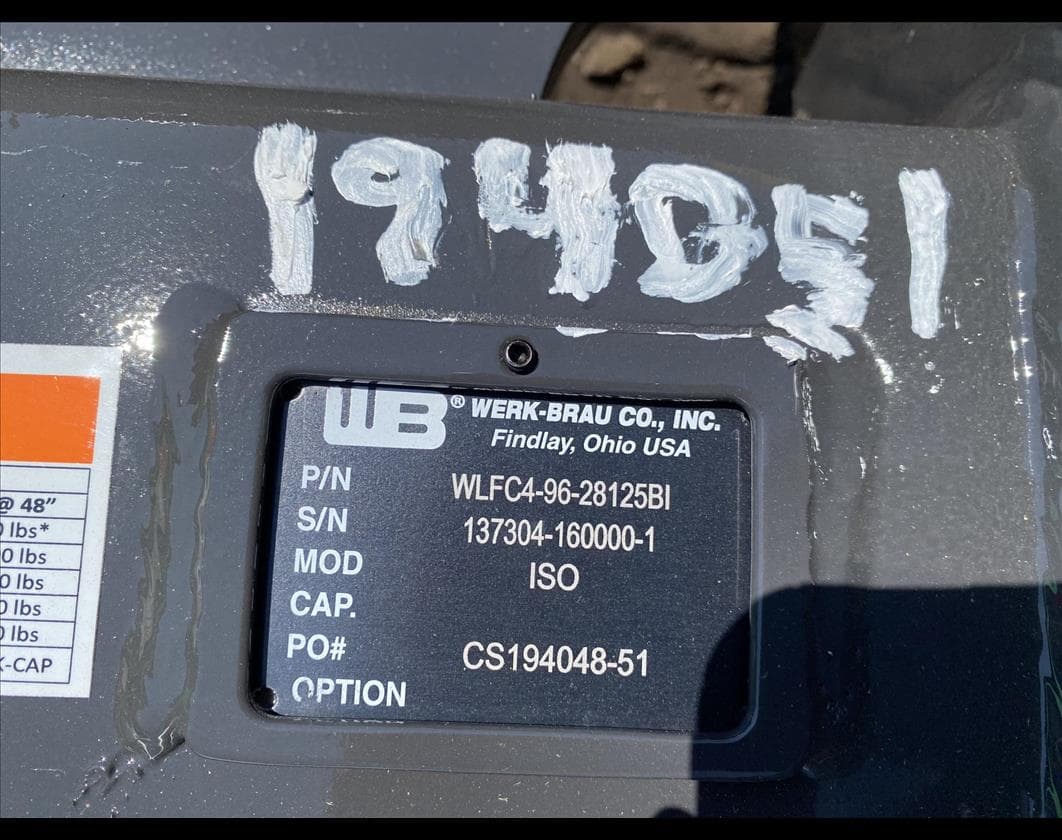 194051
WB® WERK-BRAU CO., INC.
Findlay, Ohio USA
P/N WLFC4-96-28125BI
S/N 137304-160000-1
MOD ISO
CAP.
PO# CS194048-51
OPTION
@ 48"
lbs*
0 lbs
0 lbs
0 lbs
0 lbs
-CAP